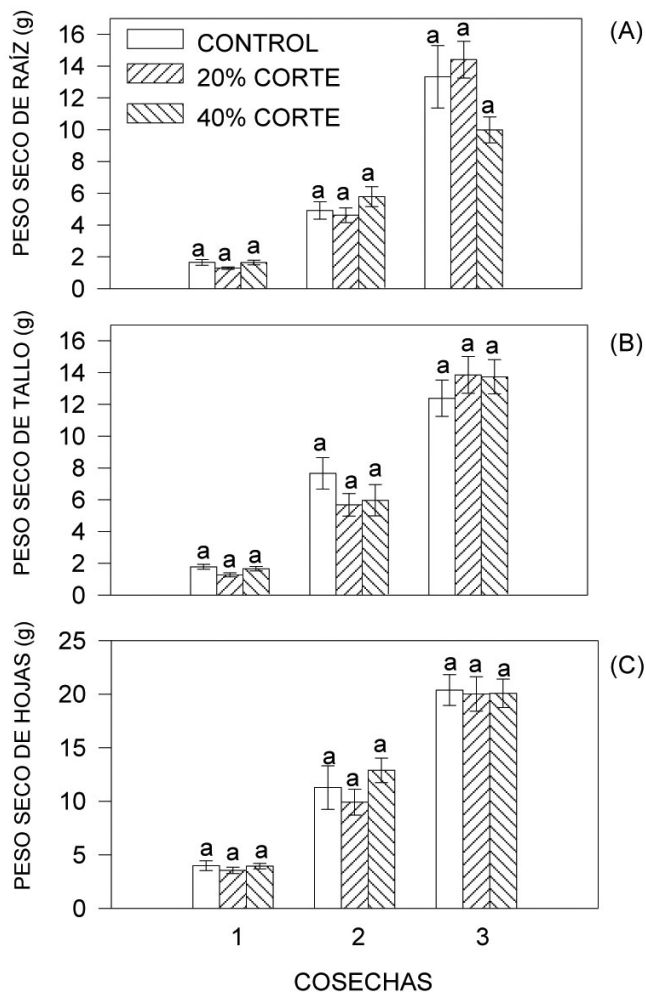 (A)
PESO SECO DE RAÍZ (g)
16
14
12
10
8
6
4
2
0
CONTROL
20% CORTE
40% CORTE
a a a
a a a
a a a
(B)
PESO SECO DE TALLO (g)
16
14
12
10
8
6
4
2
0
a a a
a a a
a a a
(C)
PESO SECO DE HOJAS (g)
25
20
15
10
5
0
a a a
a a a
a a a
1 2 3
COSECHAS